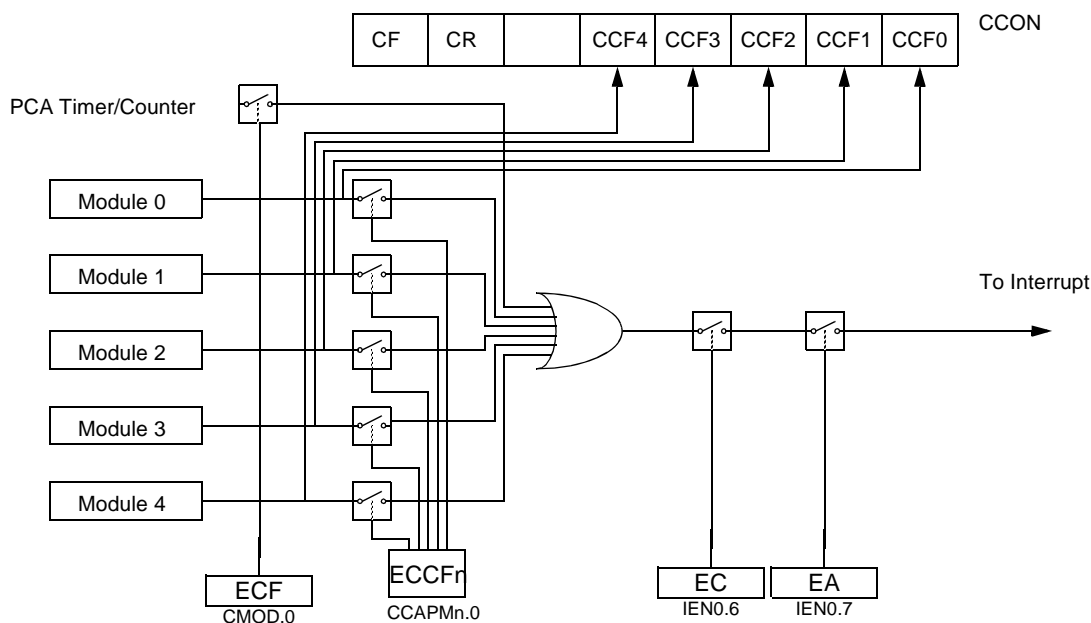 CCON
CF CR CCF4 CCF3 CCF2 CCF1 CCF0
PCA Timer/Counter
Module 0
Module 1
To Interrupt
Module 2
Module 3
Module 4
ECF
CMOD.0
ECCFn
CCAPMn.0
EC
IEN0.6
EA
IEN0.7